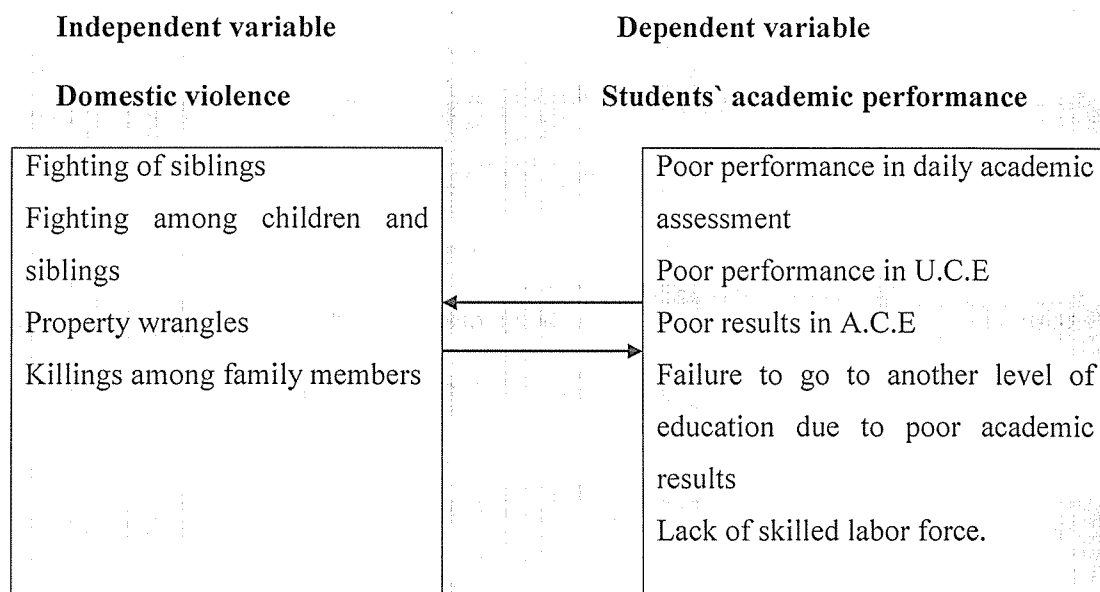 Independent variable
Dependent variable
Domestic violence
Students` academic performance
Fighting of siblings
Fighting among children and
siblings
Property wrangles
Killings among family members
Poor performance in daily academic
assessment
Poor performance in U.C.E
Poor results in A.C.E
Failure to go to another level of
education due to poor academic
results
Lack of skilled labor force.